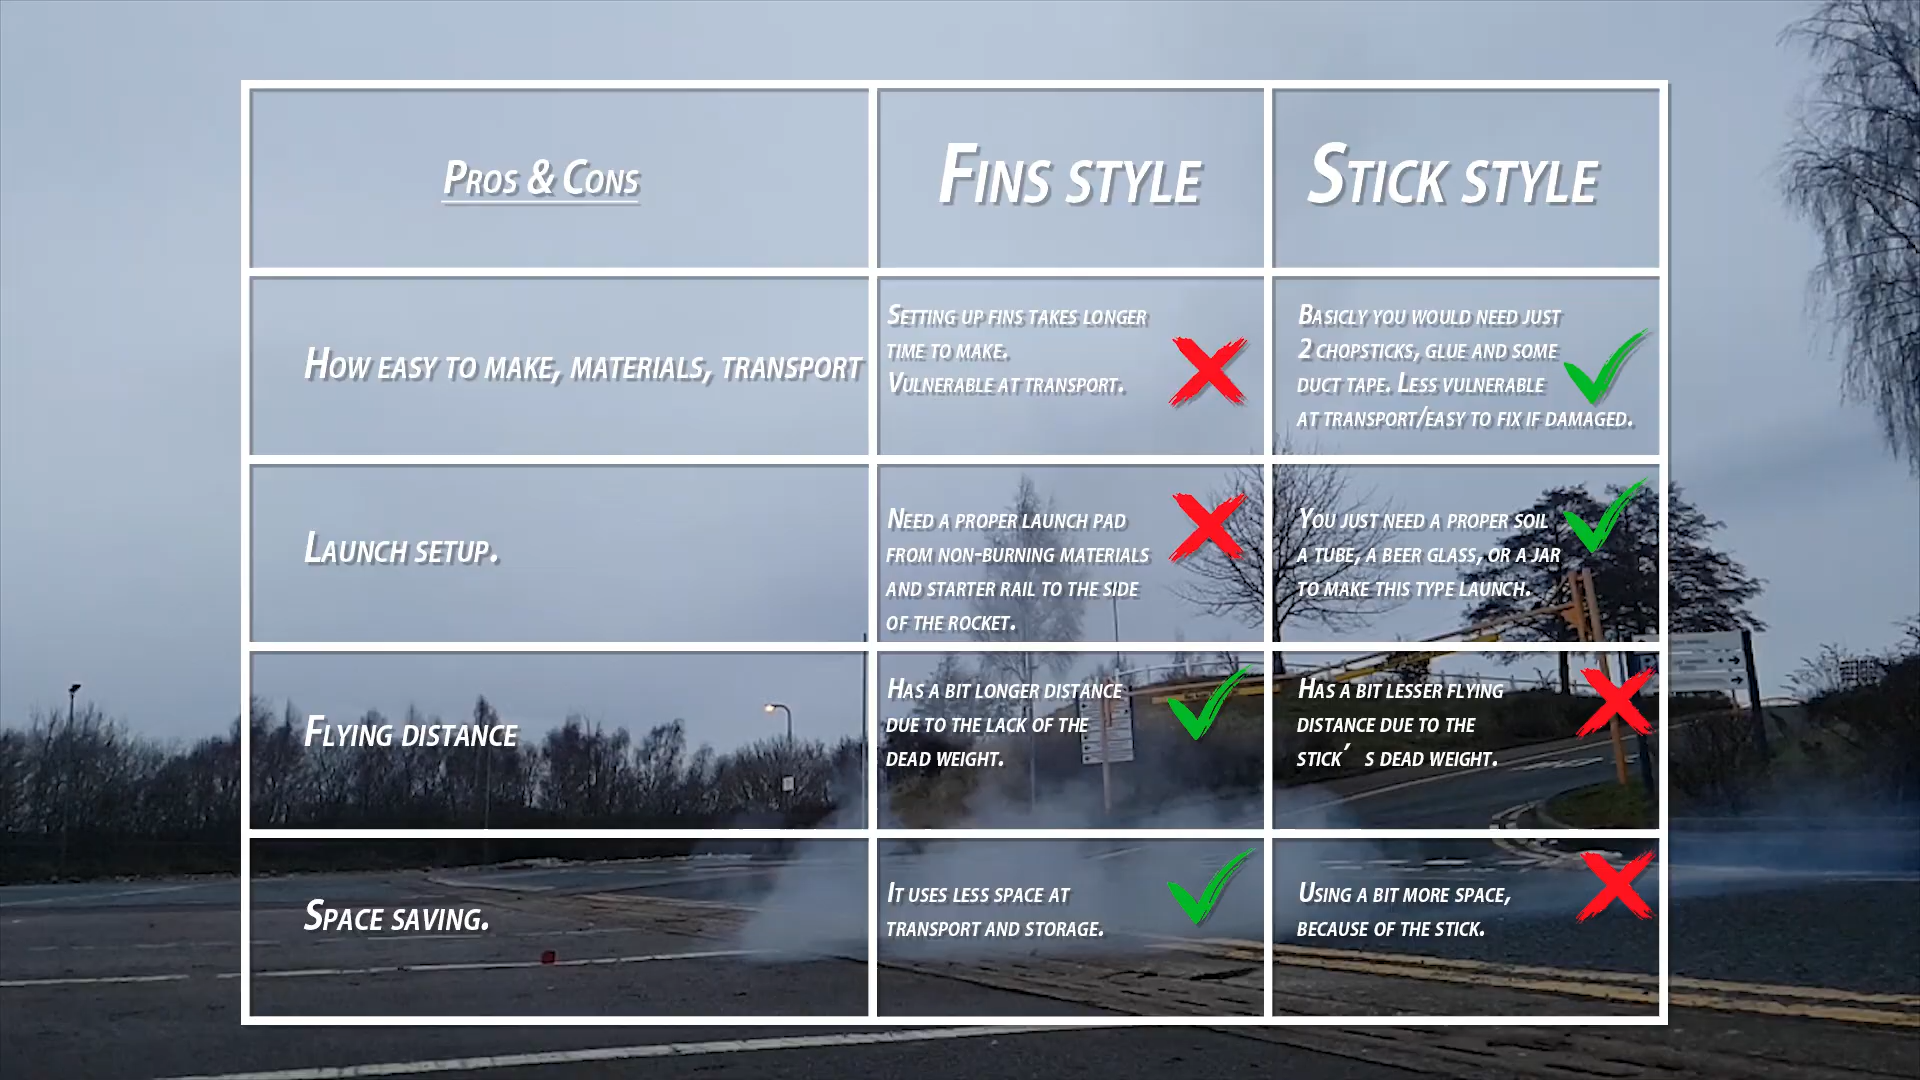 Pros & Cons
Fins style
Stick style
How easy to make, materials, transport
Setting up fins takes longer
time to make.
Vulnerable at transport.
Basicly you would need just
2 chopsticks, glue and some
duct tape. Less vulnerable
at transport/easy to fix if damaged.
Launch setup.
Need a proper launch pad
from non-burning materials
and starter rail to the side
of the rocket.
You just need a proper soil
a tube, a beer glass, or a jar
to make this type launch.
Flying distance
Has a bit longer distance
due to the lack of the
dead weight.
Has a bit lesser flying
distance due to the
stick´s dead weight.
Space saving.
It uses less space at
transport and storage.
Using a bit more space,
because of the stick.